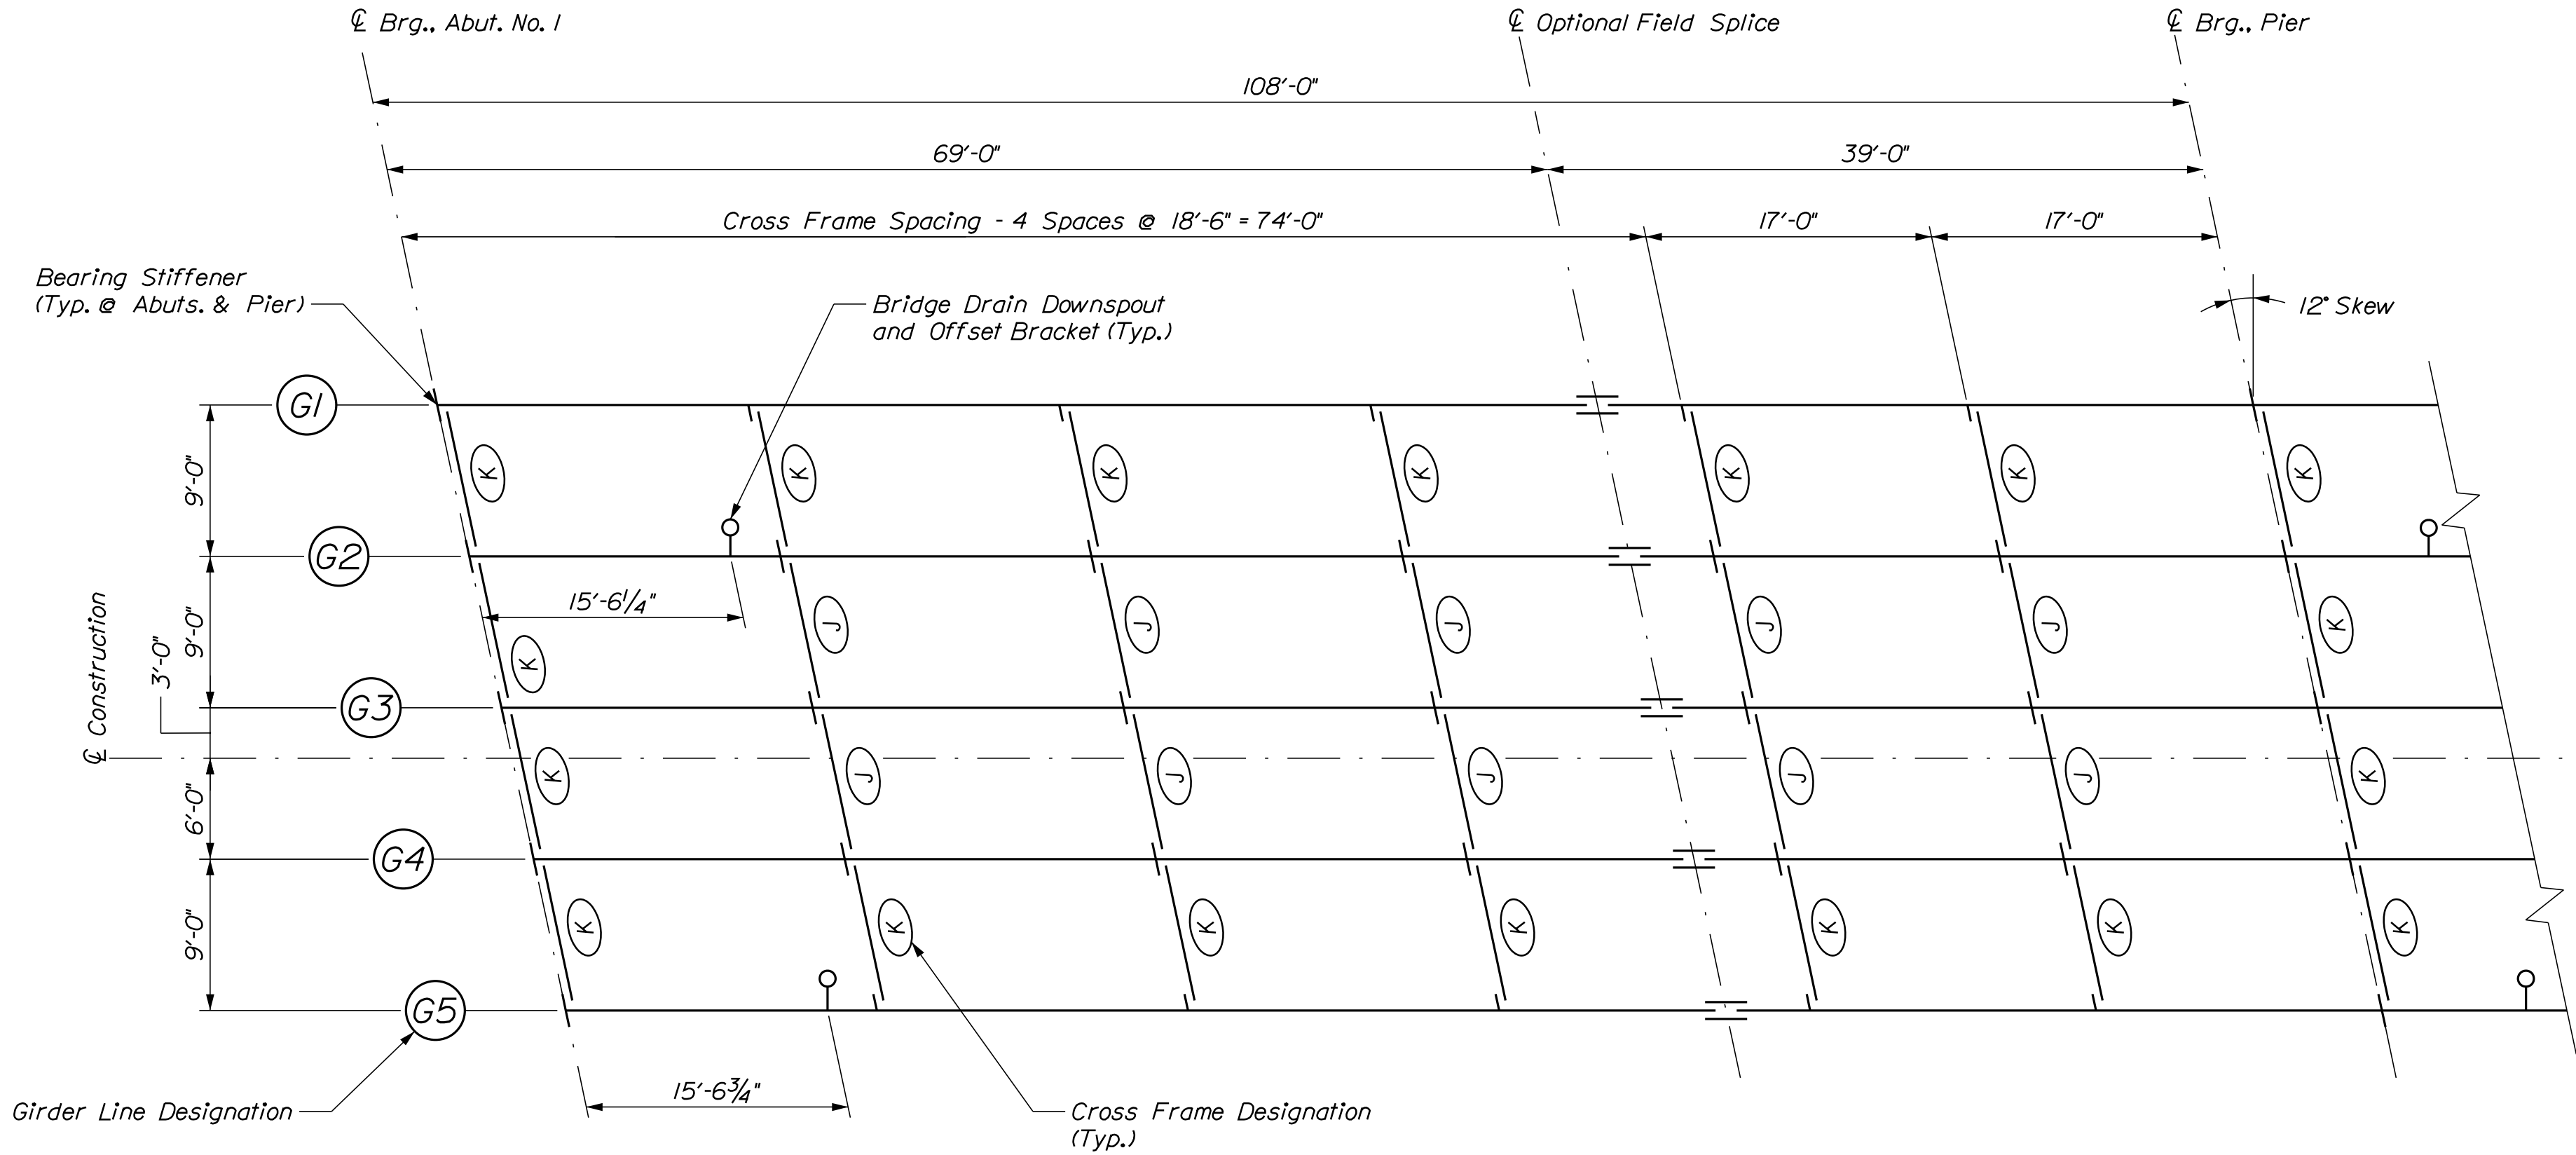 ℄ Brg., Abut. No. 1
℄ Optional Field Splice
℄ Brg., Pier
108'-0"
69'-0"
39'-0"
Cross Frame Spacing - 4 Spaces @ 18'-6" = 74'-0"
17'-0"
17'-0"
Bearing Stiffener
(Typ. @ Abuts. & Pier)
Bridge Drain Downspout
and Offset Bracket (Typ.)
12° Skew
G1
9'-0"
K
K
K
K
K
K
K
G2
9'-0"
15'-6 1/4"
K
J
J
J
J
J
K
℄ Construction
3'-0"
G3
6'-0"
K
J
J
J
J
J
K
G4
9'-0"
K
K
K
K
K
K
K
G5
15'-6 3/4"
Girder Line Designation
Cross Frame Designation
(Typ.)